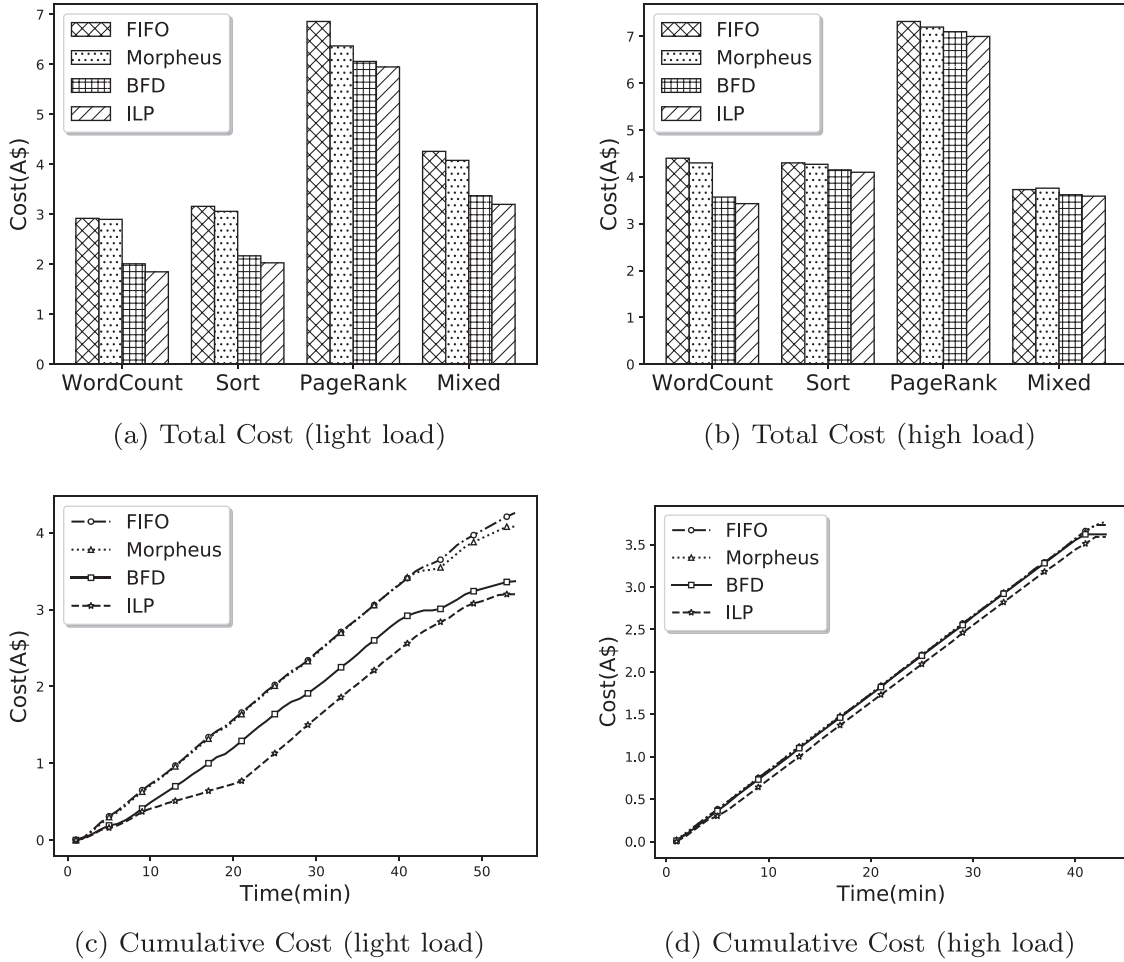 7
6
5
4
3
2
1
0
Cost(A$)
FIFO
Morpheus
BFD
ILP
WordCount Sort PageRank Mixed
(a) Total Cost (light load)
7
6
5
4
3
2
1
0
Cost(A$)
FIFO
Morpheus
BFD
ILP
WordCount Sort PageRank Mixed
(b) Total Cost (high load)
4
3
2
1
0
Cost(A$)
FIFO
Morpheus
BFD
ILP
0 10 20 30 40 50
Time(min)
(c) Cumulative Cost (light load)
3.5
3.0
2.5
2.0
1.5
1.0
0.5
0.0
Cost(A$)
FIFO
Morpheus
BFD
ILP
0 10 20 30 40
Time(min)
(d) Cumulative Cost (high load)